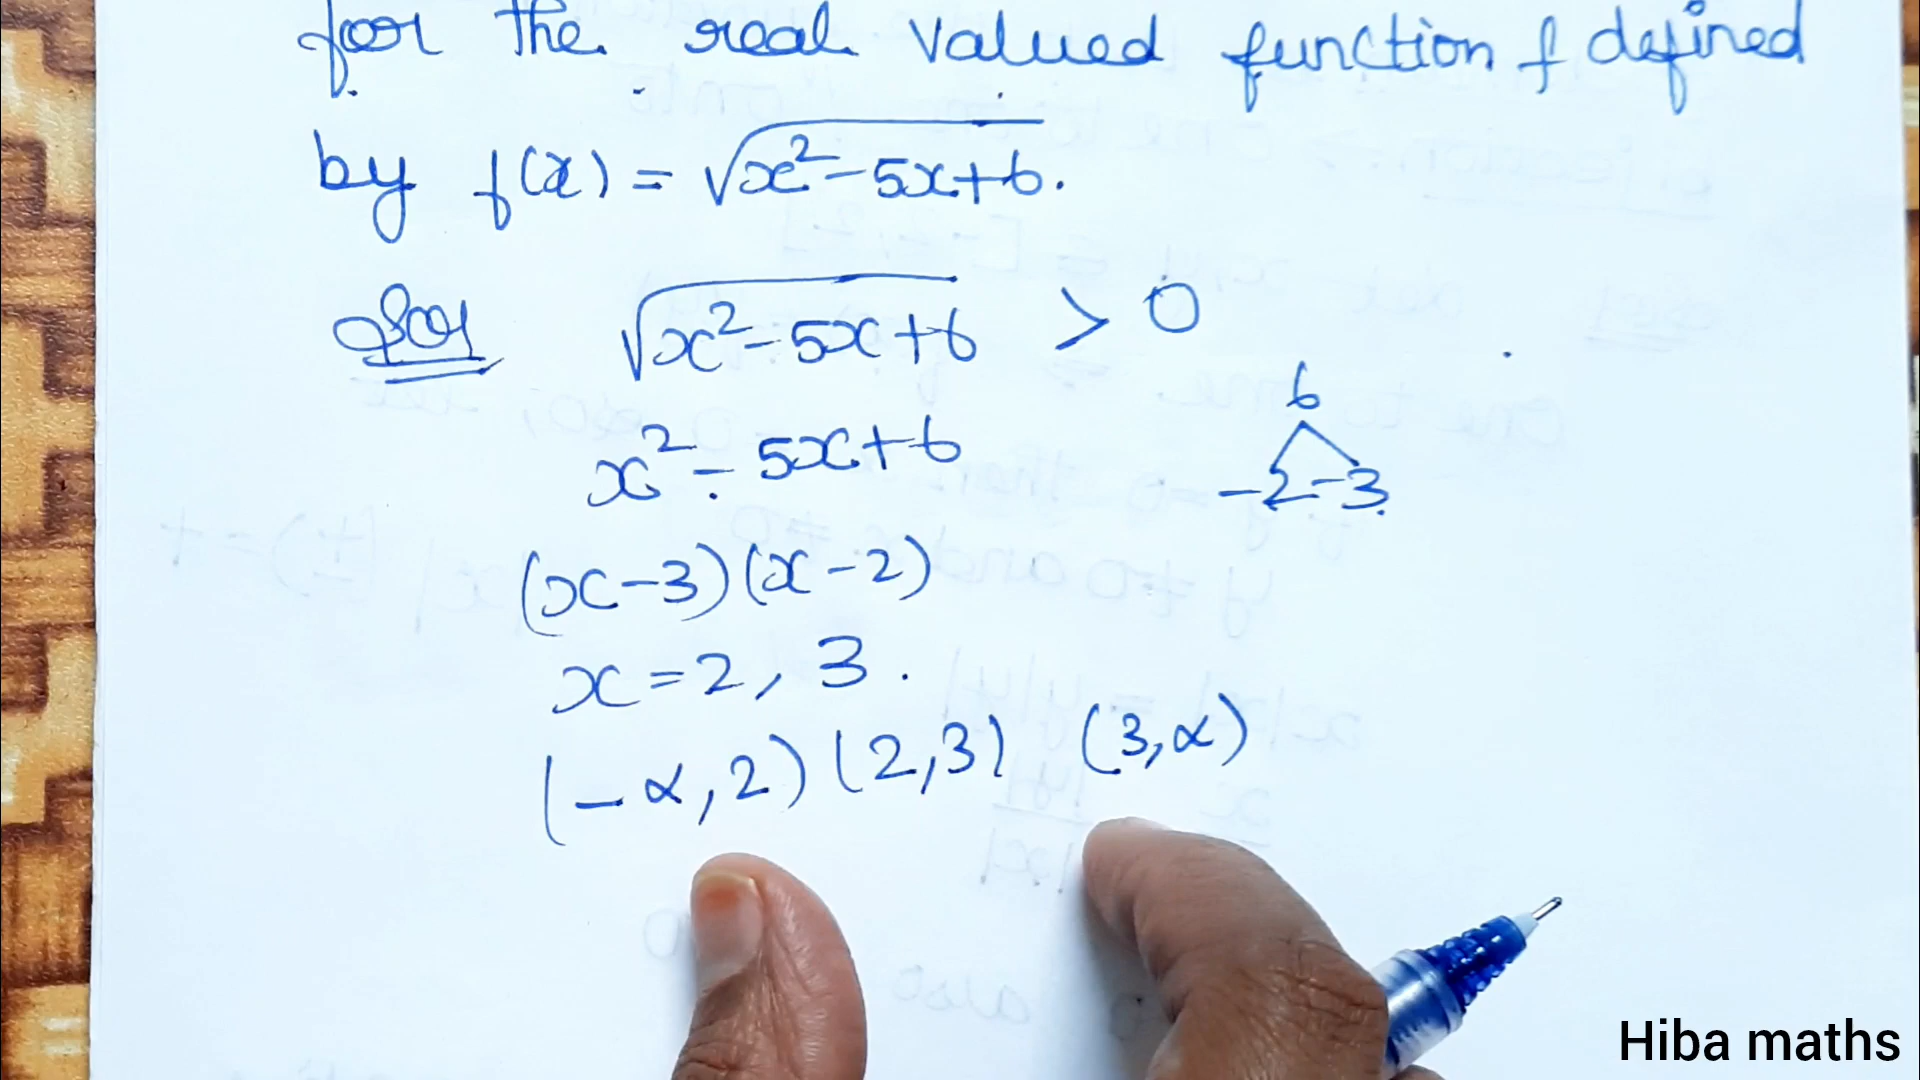 for the real valued function f defined
by f(x) = √x²-5x+6.
Sol √x²-5x+6 > 0
x²-5x+6
6
-2 -3
(x-3)(x-2)
x=2, 3.
(-α,2) (2,3) (3,α)
Hiba maths